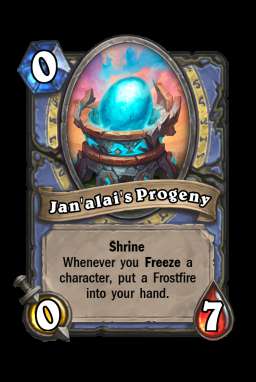 0
Jan'alai's Progeny
Shrine
Whenever you Freeze a
character, put a Frostfire
into your hand.
0
7